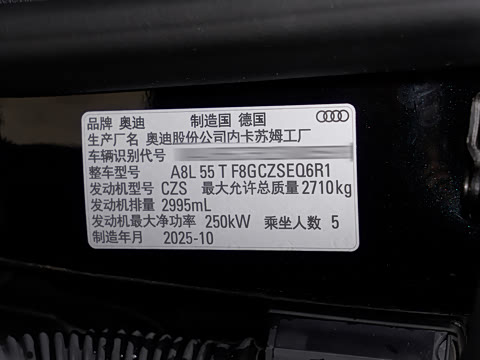 品牌 奥迪 制造国 德国
生产厂名 奥迪股份公司内卡苏姆工厂
车辆识别代号
整车型号 A8L 55 T F8GCZSEQ6R1
发动机型号 CZS 最大允许总质量 2710kg
发动机排量 2995mL
发动机最大净功率 250kW 乘坐人数 5
制造年月 2025-10